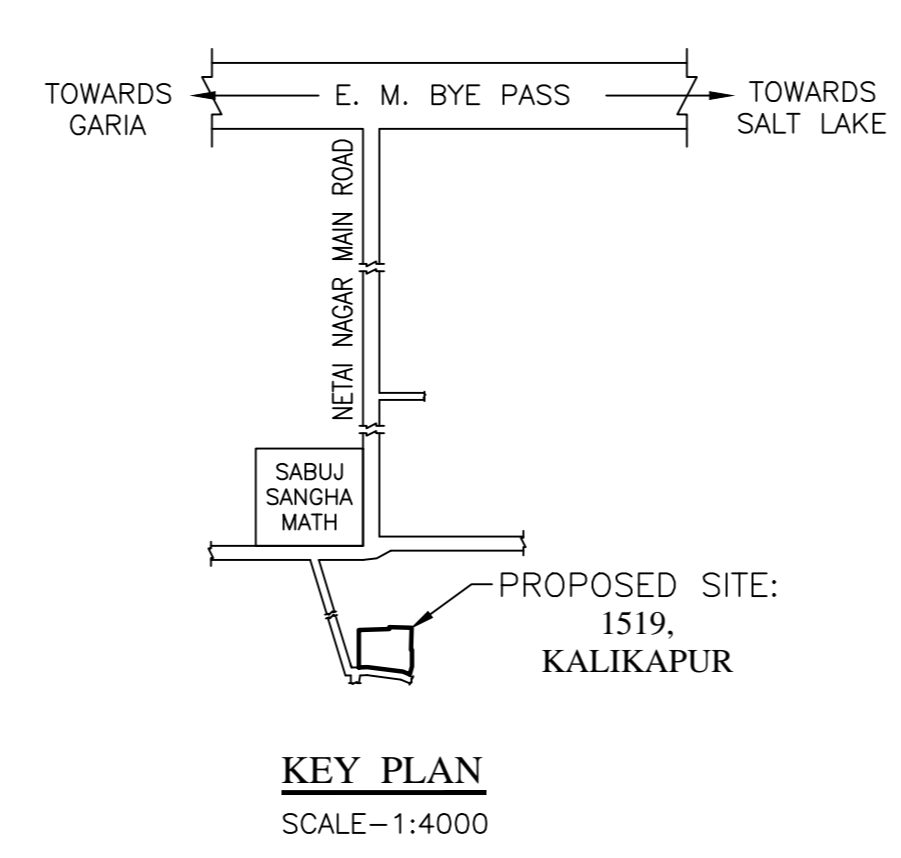 TOWARDS
GARIA
E. M. BYE PASS
TOWARDS
SALT LAKE
NETAI NAGAR MAIN ROAD
SABUJ
SANGHA
MATH
PROPOSED SITE:
1519,
KALIKAPUR
KEY PLAN
SCALE-1:4000